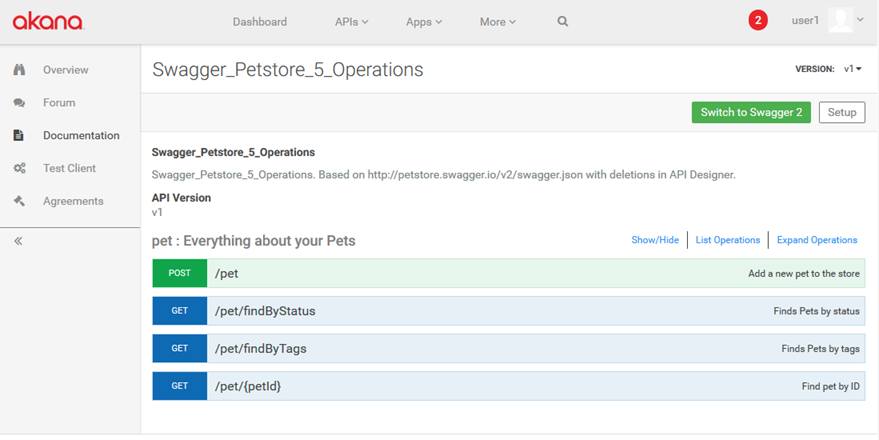 akana
Dashboard APIs Apps More 2 user1
Overview
Forum
Documentation
Test Client
Agreements
Swagger_Petstore_5_Operations VERSION: v1
Switch to Swagger 2 Setup
Swagger_Petstore_5_Operations
Swagger_Petstore_5_Operations. Based on http://petstore.swagger.io/v2/swagger.json with deletions in API Designer.
API Version
v1
pet : Everything about your Pets Show/Hide List Operations Expand Operations
POST /pet Add a new pet to the store
GET /pet/findByStatus Finds Pets by status
GET /pet/findByTags Finds Pets by tags
GET /pet/{petId} Find pet by ID